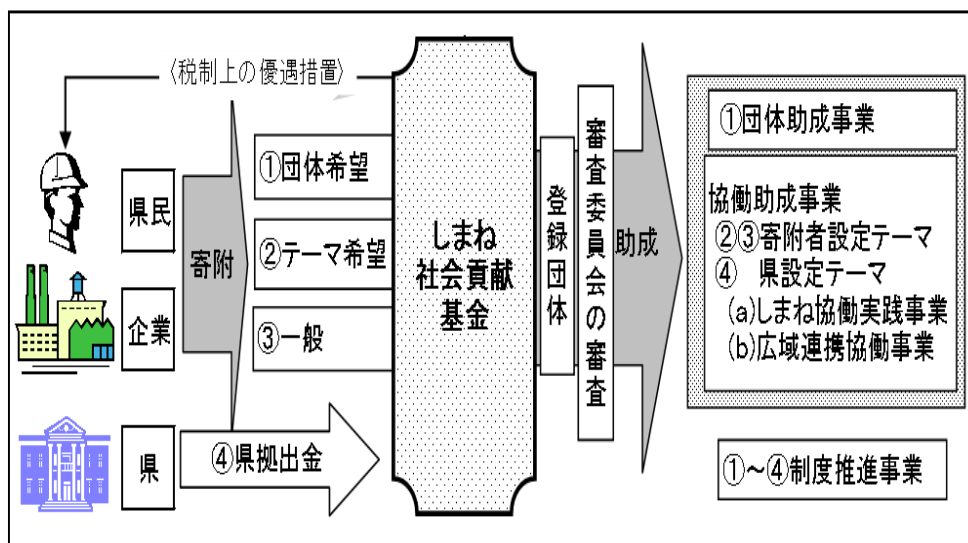 〈税制上の優遇措置〉
県民
企業
県
寄附
①団体希望
②テーマ希望
③一般
④県拠出金
しまね
社会貢献
基金
登録団体
審査委員会の審査
助成
①団体助成事業
協働助成事業
②③寄附者設定テーマ
④ 県設定テーマ
(a)しまね協働実践事業
(b)広域連携協働事業
①～④制度推進事業